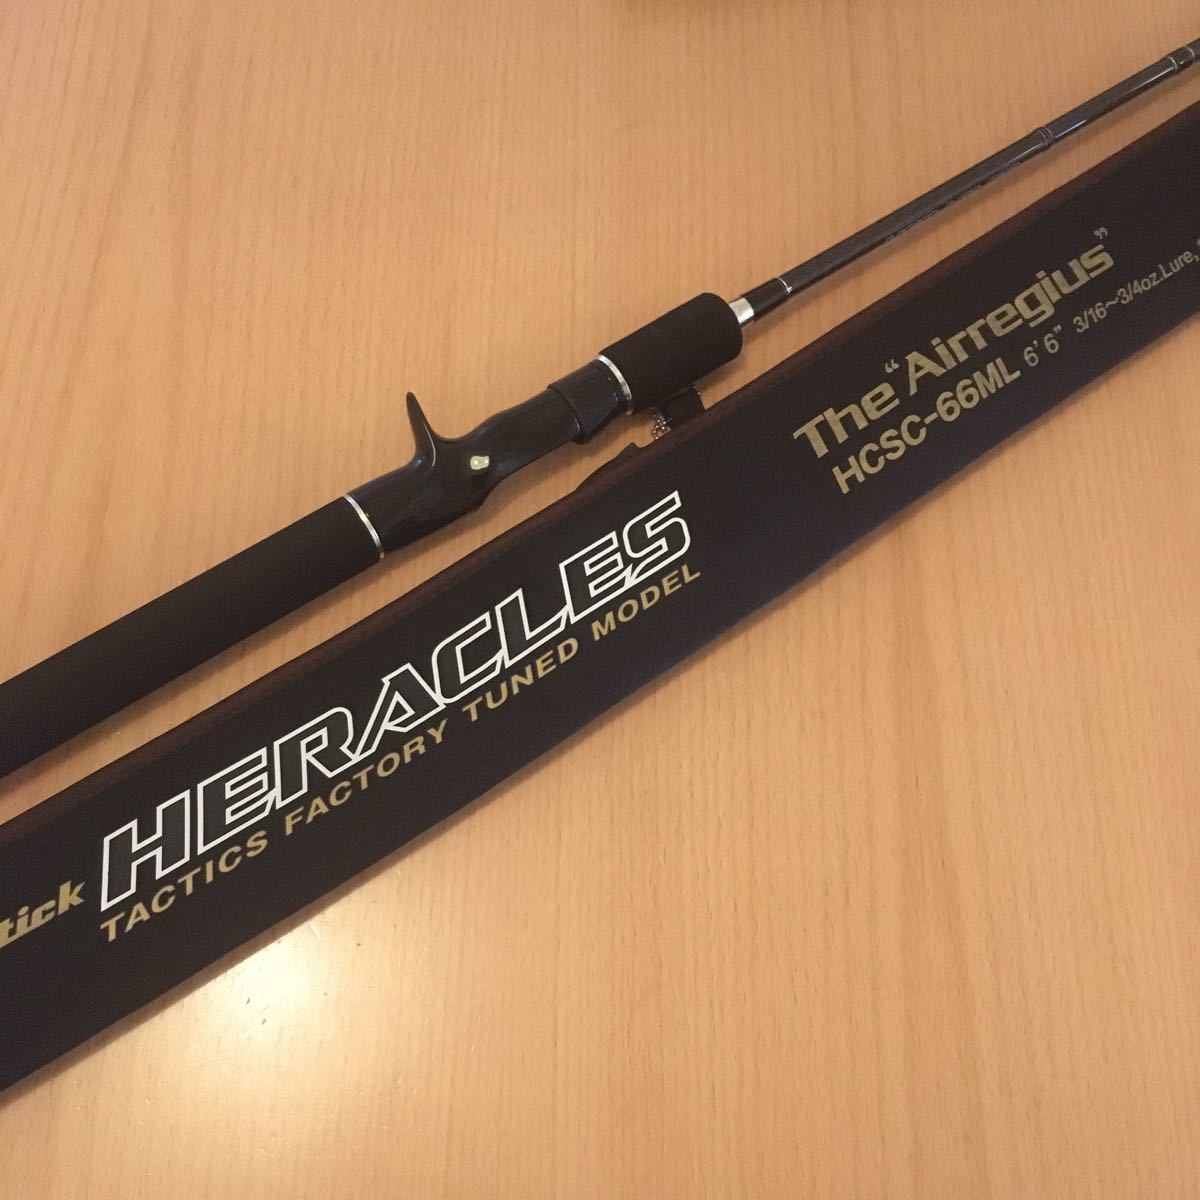 tick
HERACLES
TACTICS FACTORY TUNED MODEL
The “Airregius”
HCSC-66ML 6'6" 3/16～3/4oz.Lure,